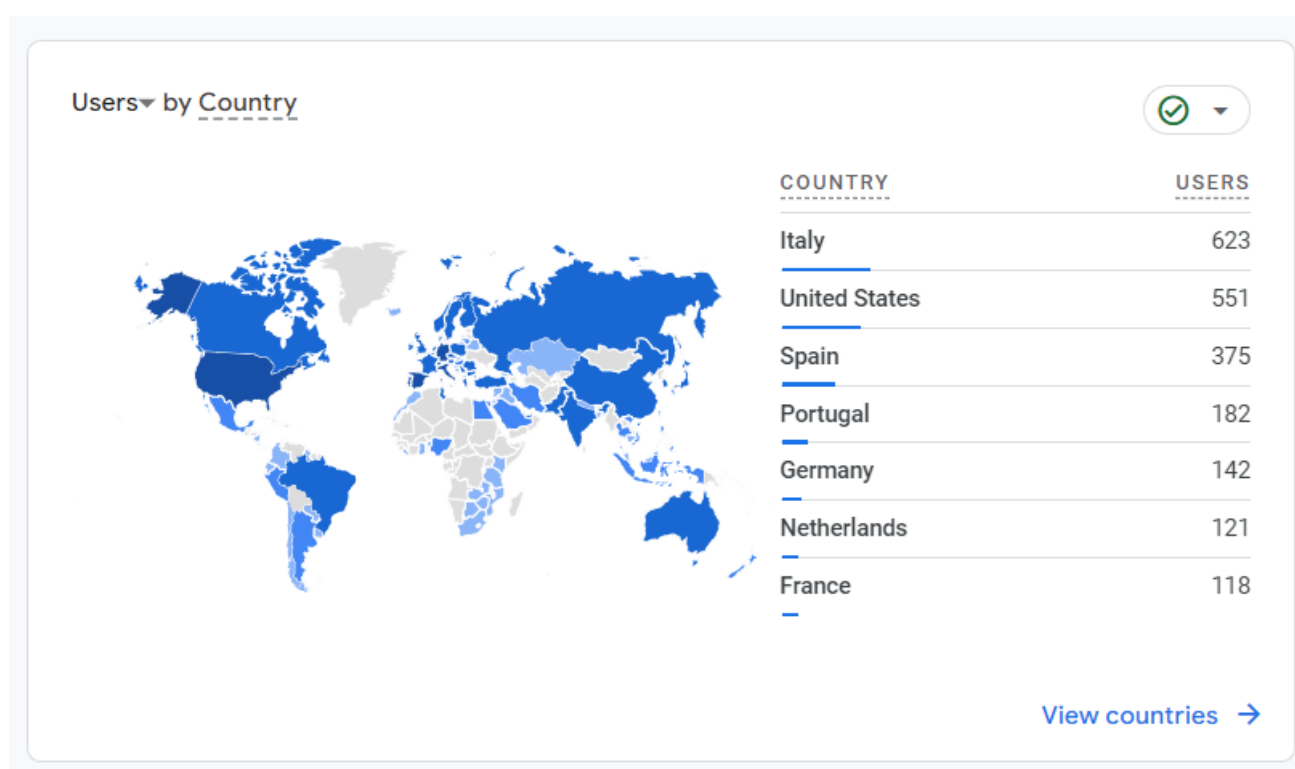 Users by Country
COUNTRY USERS
Italy 623
United States 551
Spain 375
Portugal 182
Germany 142
Netherlands 121
France 118
View countries